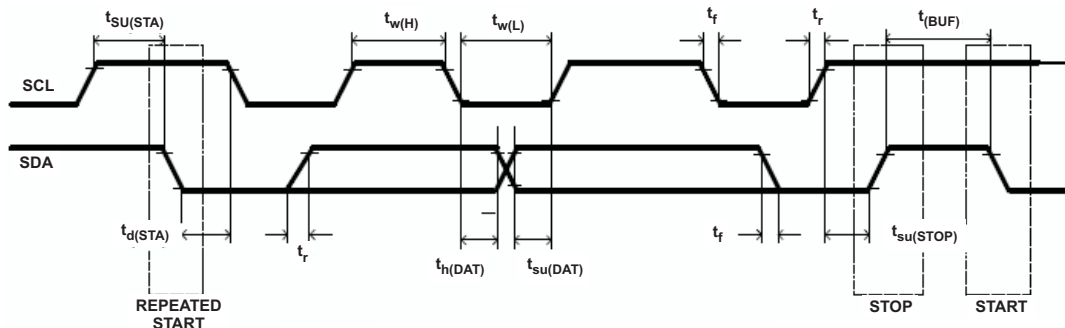 tSU(STA)
tw(H)
tw(L)
tf
tr
t(BUF)
SCL
SDA
td(STA)
tr
th(DAT)
tsu(DAT)
tf
tsu(STOP)
REPEATED
START
STOP
START